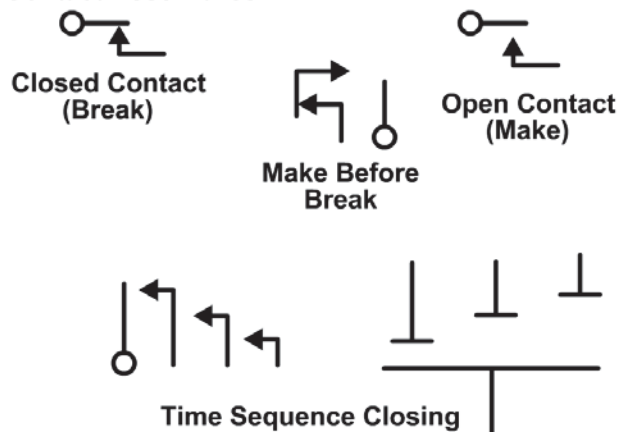 Closed Contact
(Break)
Open Contact
(Make)
Make Before
Break
Time Sequence Closing